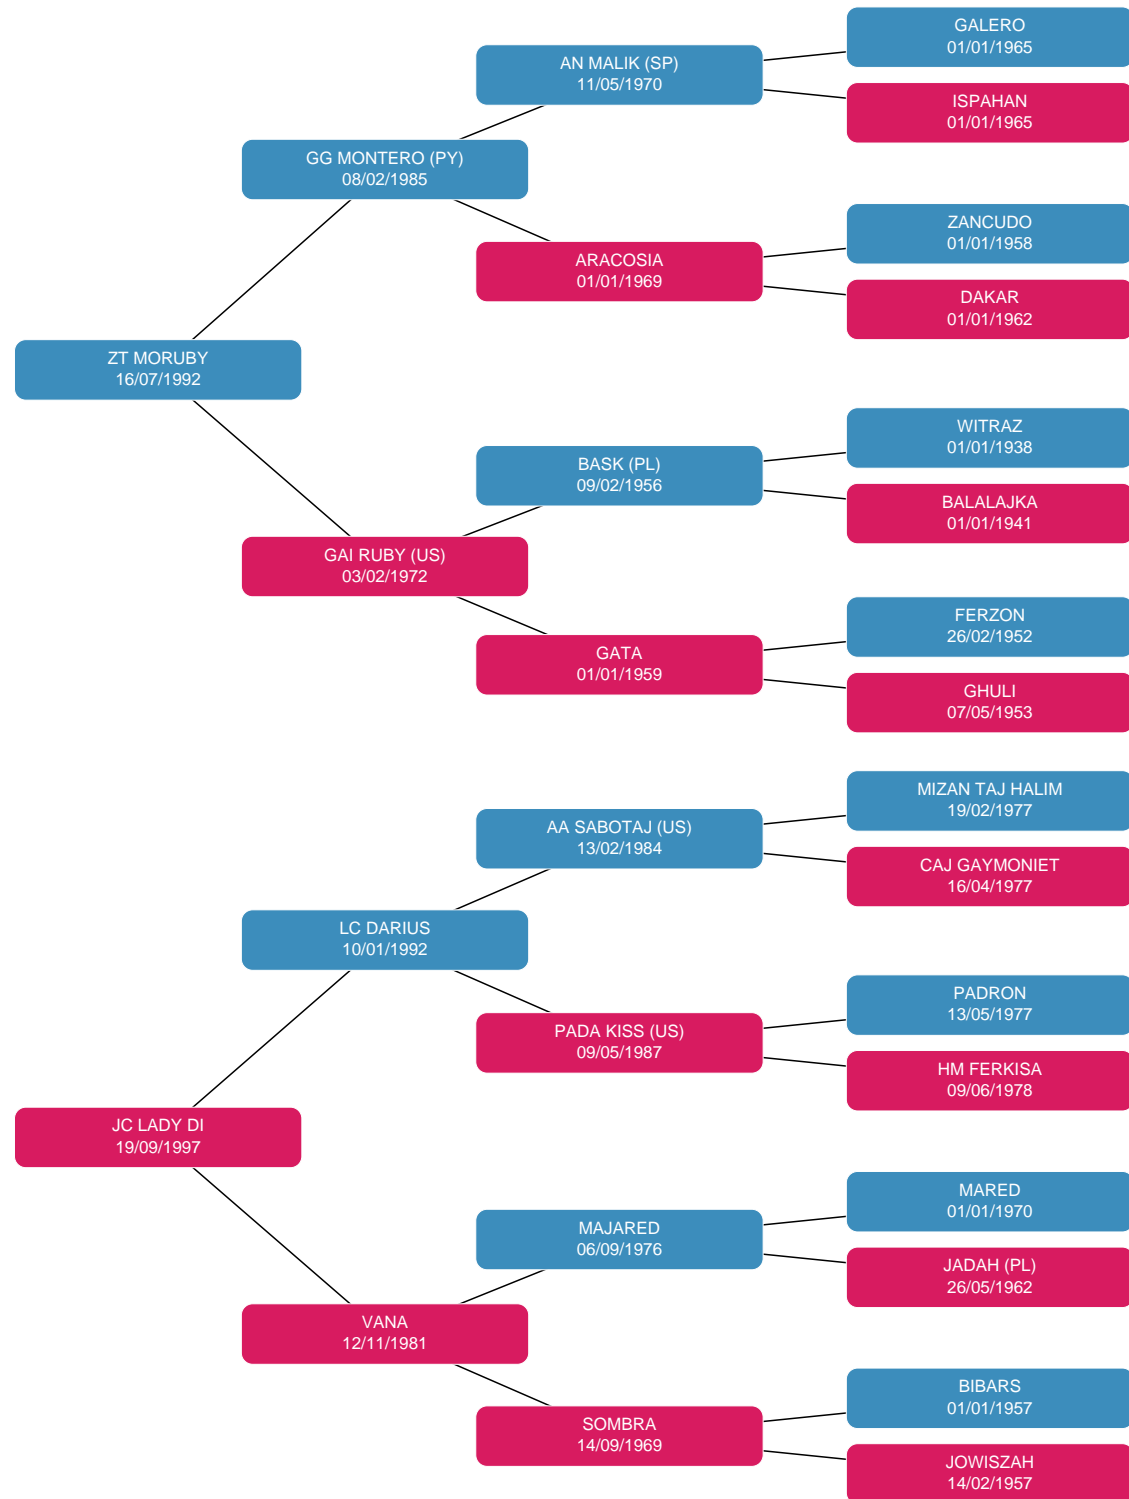 GALERO
01/01/1965
AN MALIK (SP)
11/05/1970
ISPAHAN
01/01/1965
GG MONTERO (PY)
08/02/1985
ZANCUDO
01/01/1958
ARACOSIA
01/01/1969
DAKAR
01/01/1962
ZT MORUBY
16/07/1992
WITRAZ
01/01/1938
BASK (PL)
09/02/1956
BALALAJKA
01/01/1941
GAI RUBY (US)
03/02/1972
FERZON
26/02/1952
GATA
01/01/1959
GHULI
07/05/1953
MIZAN TAJ HALIM
19/02/1977
AA SABOTAJ (US)
13/02/1984
CAJ GAYMONIET
16/04/1977
LC DARIUS
10/01/1992
PADRON
13/05/1977
PADA KISS (US)
09/05/1987
HM FERKISA
09/06/1978
JC LADY DI
19/09/1997
MARED
01/01/1970
MAJARED
06/09/1976
JADAH (PL)
26/05/1962
VANA
12/11/1981
BIBARS
01/01/1957
SOMBRA
14/09/1969
JOWISZAH
14/02/1957